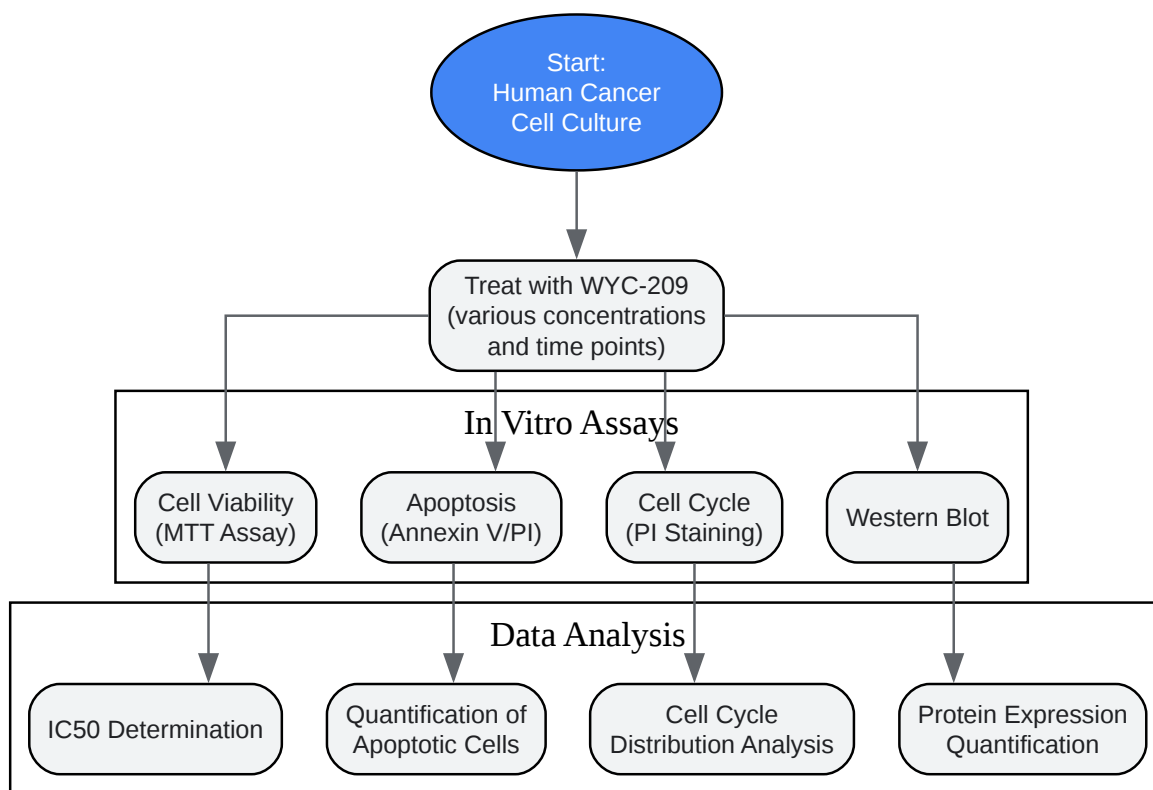 Start:
Human Cancer
Cell Culture
Treat with WYC-209
(various concentrations
and time points)
In Vitro Assays
Cell Viability
(MTT Assay)
Apoptosis
(Annexin V/PI)
Cell Cycle
(PI Staining)
Western Blot
Data Analysis
IC50 Determination
Quantification of
Apoptotic Cells
Cell Cycle
Distribution Analysis
Protein Expression
Quantification